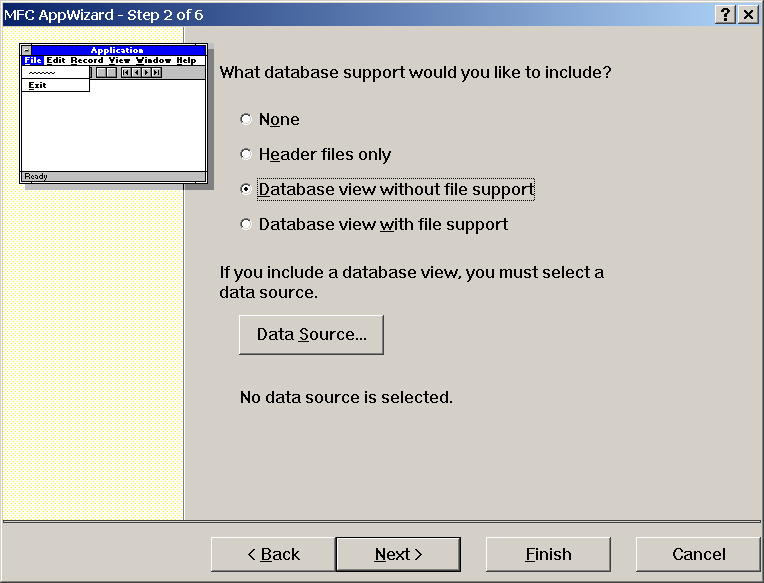 MFC AppWizard - Step 2 of 6
Application
File Edit Record View Window Help
Exit
Ready
What database support would you like to include?
None
Header files only
Database view without file support
Database view with file support
If you include a database view, you must select a
data source.
Data Source...
No data source is selected.
< Back Next > Finish Cancel